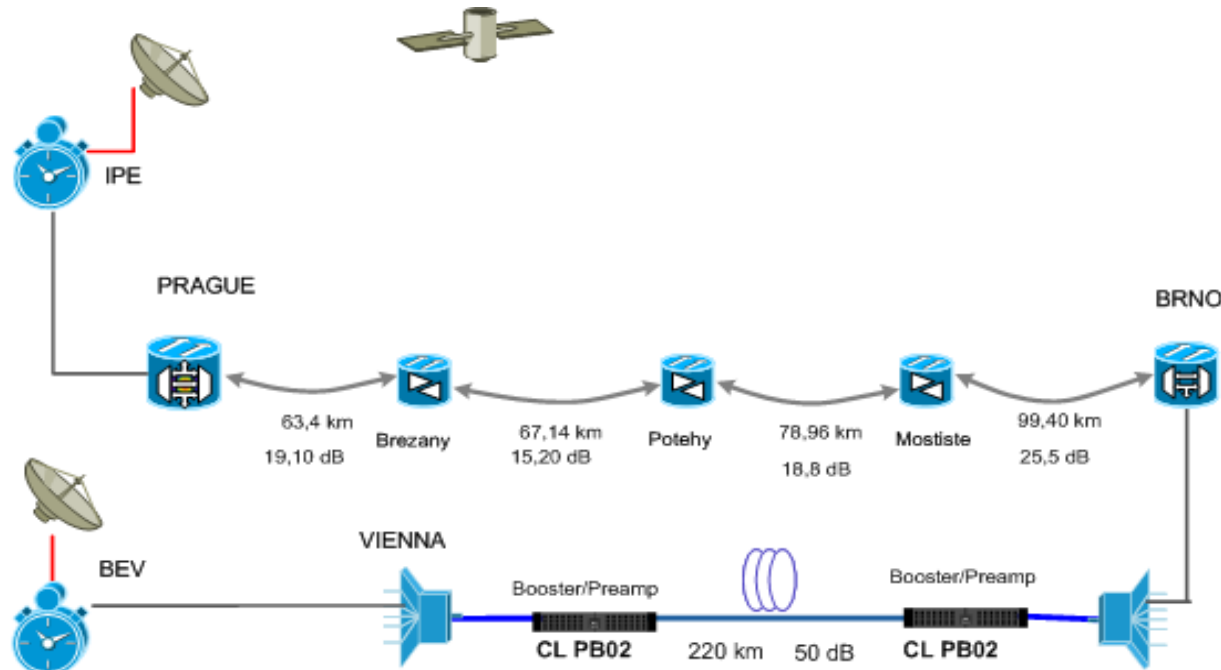 IPE
PRAGUE
BRNO
63,4 km
19,10 dB
Brezany
67,14 km
15,20 dB
Potehy
78,96 km
18,8 dB
Mostiste
99,40 km
25,5 dB
VIENNA
BEV
Booster/Preamp
Booster/Preamp
CL PB02
220 km
50 dB
CL PB02